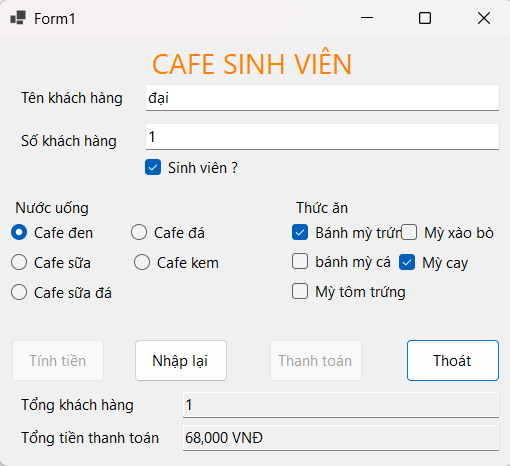 Form1
CAFE SINH VIÊN
Tên khách hàng đại
Số khách hàng 1
Sinh viên ?
Nước uống Thức ăn
Cafe đen Cafe đá Bánh mỳ trứn Mỳ xào bò
Cafe sữa Cafe kem bánh mỳ cá Mỳ cay
Cafe sữa đá Mỳ tôm trứng
Tính tiền Nhập lại Thanh toán Thoát
Tổng khách hàng 1
Tổng tiền thanh toán 68,000 VNĐ